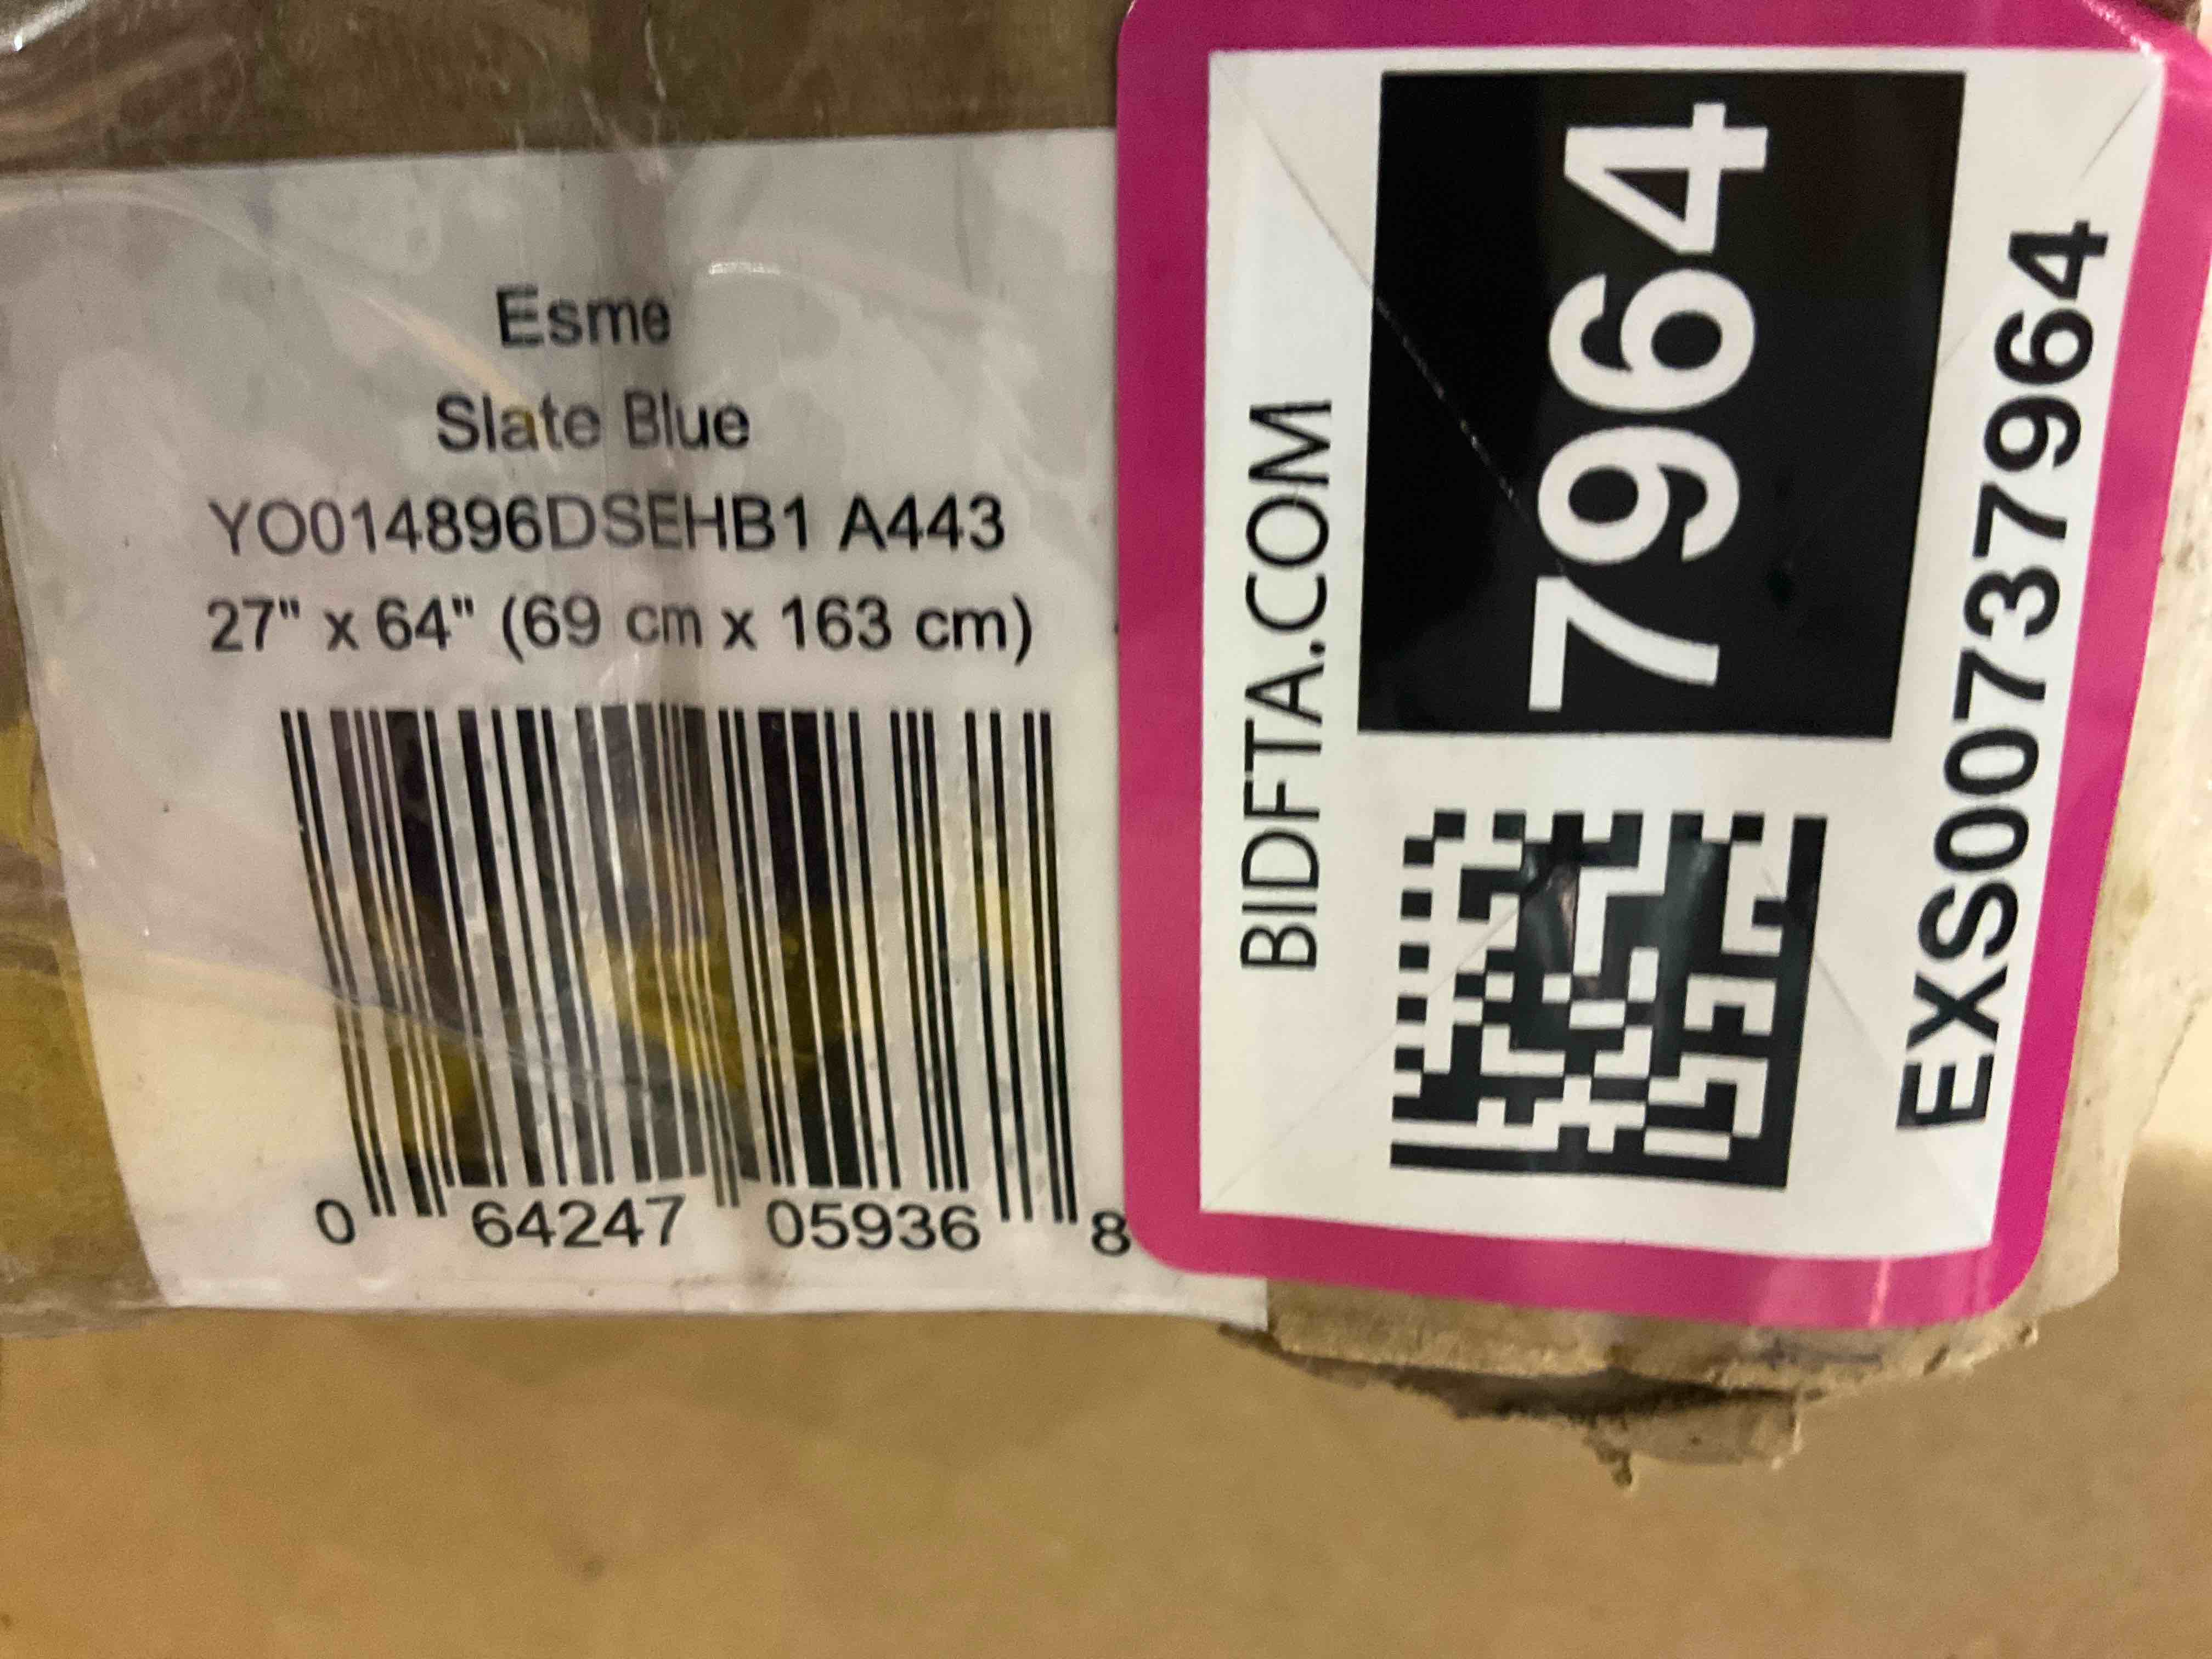 Esme
Slate Blue
YO014896DSEHB1 A443
27" x 64" (69 cm x 163 cm)
0 64247 05936 8
BIDFTA.COM
7964
EXS00737964